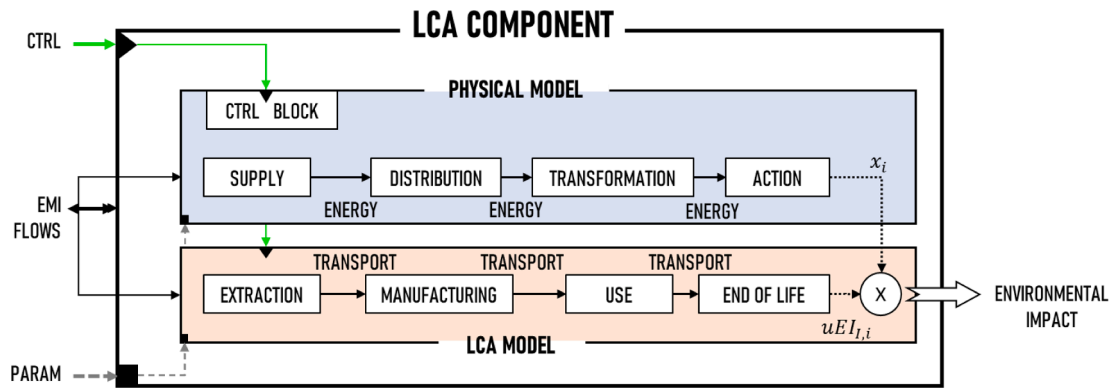 LCA COMPONENT
CTRL
PHYSICAL MODEL
CTRL BLOCK
SUPPLY
DISTRIBUTION
TRANSFORMATION
ACTION
x_i
ENERGY
ENERGY
ENERGY
EMI
FLOWS
TRANSPORT
TRANSPORT
TRANSPORT
EXTRACTION
MANUFACTURING
USE
END OF LIFE
X
uEI_{I,i}
LCA MODEL
ENVIRONMENTAL
IMPACT
PARAM